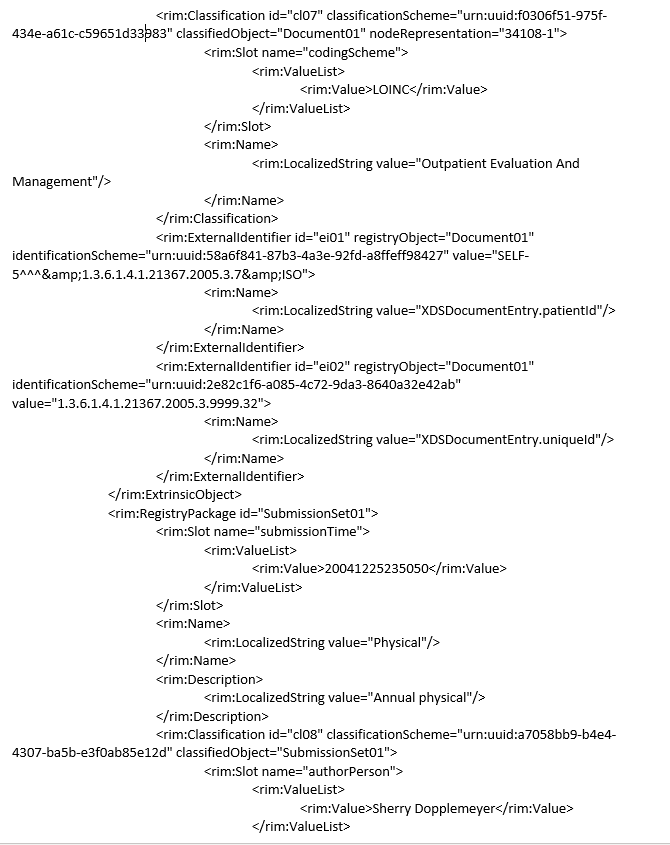 <rim:Classification id="cl07" classificationScheme="urn:uuid:f0306f51-975f-
434e-a61c-c59651d33983" classifiedObject="Document01" nodeRepresentation="34108-1">
<rim:Slot name="codingScheme">
<rim:ValueList>
<rim:Value>LOINC</rim:Value>
</rim:ValueList>
</rim:Slot>
<rim:Name>
<rim:LocalizedString value="Outpatient Evaluation And
Management"/>
</rim:Name>
</rim:Classification>
<rim:ExternalIdentifier id="ei01" registryObject="Document01"
identificationScheme="urn:uuid:58a6f841-87b3-4a3e-92fd-a8ffeff98427" value="SELF-
5^^^&amp;1.3.6.1.4.1.21367.2005.3.7&amp;ISO">
<rim:Name>
<rim:LocalizedString value="XDSDocumentEntry.patientId"/>
</rim:Name>
</rim:ExternalIdentifier>
<rim:ExternalIdentifier id="ei02" registryObject="Document01"
identificationScheme="urn:uuid:2e82c1f6-a085-4c72-9da3-8640a32e42ab"
value="1.3.6.1.4.1.21367.2005.3.9999.32">
<rim:Name>
<rim:LocalizedString value="XDSDocumentEntry.uniqueId"/>
</rim:Name>
</rim:ExternalIdentifier>
</rim:ExtrinsicObject>
<rim:RegistryPackage id="SubmissionSet01">
<rim:Slot name="submissionTime">
<rim:ValueList>
<rim:Value>20041225235050</rim:Value>
</rim:ValueList>
</rim:Slot>
<rim:Name>
<rim:LocalizedString value="Physical"/>
</rim:Name>
<rim:Description>
<rim:LocalizedString value="Annual physical"/>
</rim:Description>
<rim:Classification id="cl08" classificationScheme="urn:uuid:a7058bb9-b4e4-
4307-ba5b-e3f0ab85e12d" classifiedObject="SubmissionSet01">
<rim:Slot name="authorPerson">
<rim:ValueList>
<rim:Value>Sherry Dopplemeyer</rim:Value>
</rim:ValueList>